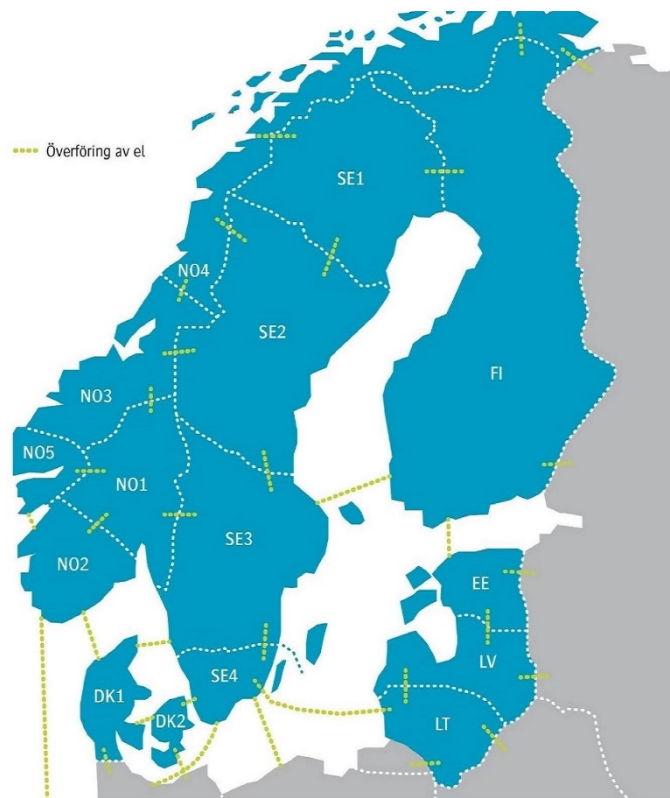 Överföring av el
SE1
NO4
SE2
NO3
FI
NO5
NO1
SE3
NO2
EE
LV
SE4
DK1
DK2
LT